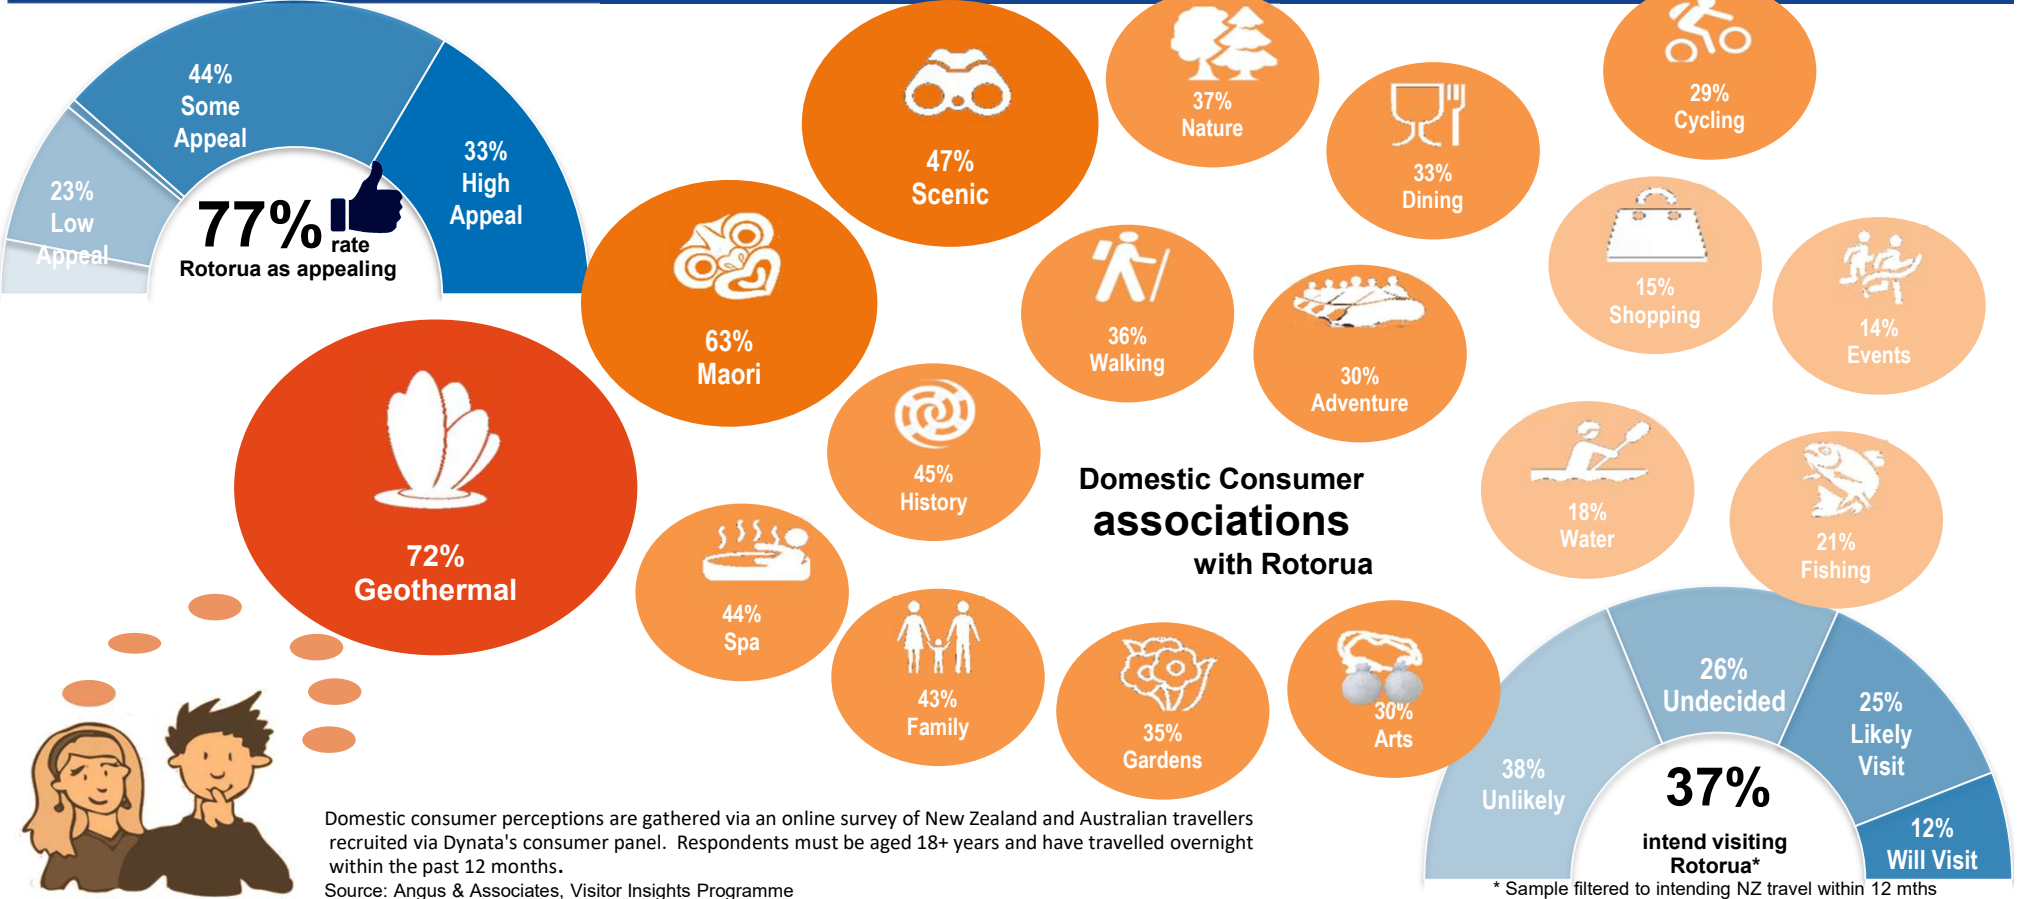 44%
Some
Appeal
33%
High
Appeal
23%
Low
Appeal
77%
rate
Rotorua as appealing
47%
Scenic
37%
Nature
33%
Dining
29%
Cycling
63%
Maori
36%
Walking
30%
Adventure
15%
Shopping
14%
Events
72%
Geothermal
45%
History
44%
Spa
43%
Family
35%
Gardens
30%
Arts
18%
Water
21%
Fishing
Domestic Consumer
associations
with Rotorua
38%
Unlikely
26%
Undecided
25%
Likely
Visit
12%
Will Visit
37%
intend visiting
Rotorua*
* Sample filtered to intending NZ travel within 12 mths
Domestic consumer perceptions are gathered via an online survey of New Zealand and Australian travellers
recruited via Dynata's consumer panel. Respondents must be aged 18+ years and have travelled overnight
within the past 12 months.
Source: Angus & Associates, Visitor Insights Programme